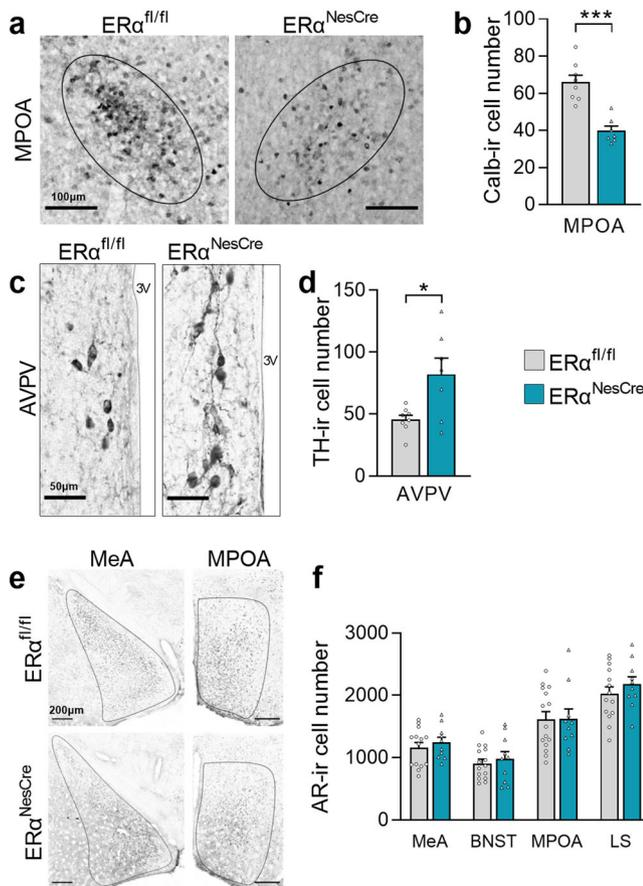 a
ERα^fl/fl
ERα^NesCre
MPOA
100μm
b
***
Calb-ir cell number
100
80
60
40
20
0
MPOA
ERα^fl/fl
ERα^NesCre
c
AVPV
3V
3V
50μm
d
*
TH-ir cell number
150
100
50
0
AVPV
ERα^fl/fl
ERα^NesCre
e
MeA
MPOA
ERα^fl/fl
200μm
ERα^NesCre
f
AR-ir cell number
3000
2000
1000
0
MeA BNST MPOA LS